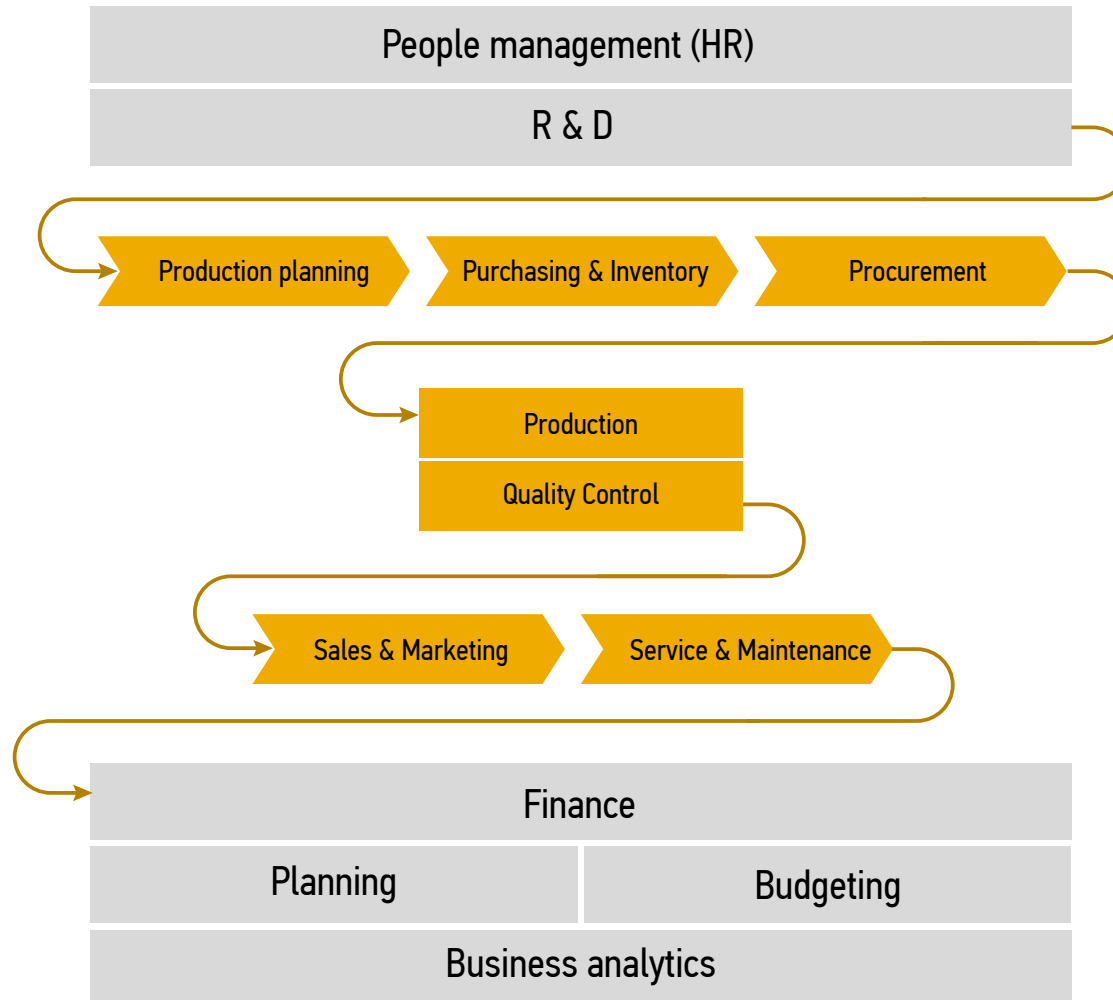 People management (HR)
R & D
Production planning
Purchasing & Inventory
Procurement
Production
Quality Control
Sales & Marketing
Service & Maintenance
Finance
Planning
Budgeting
Business analytics